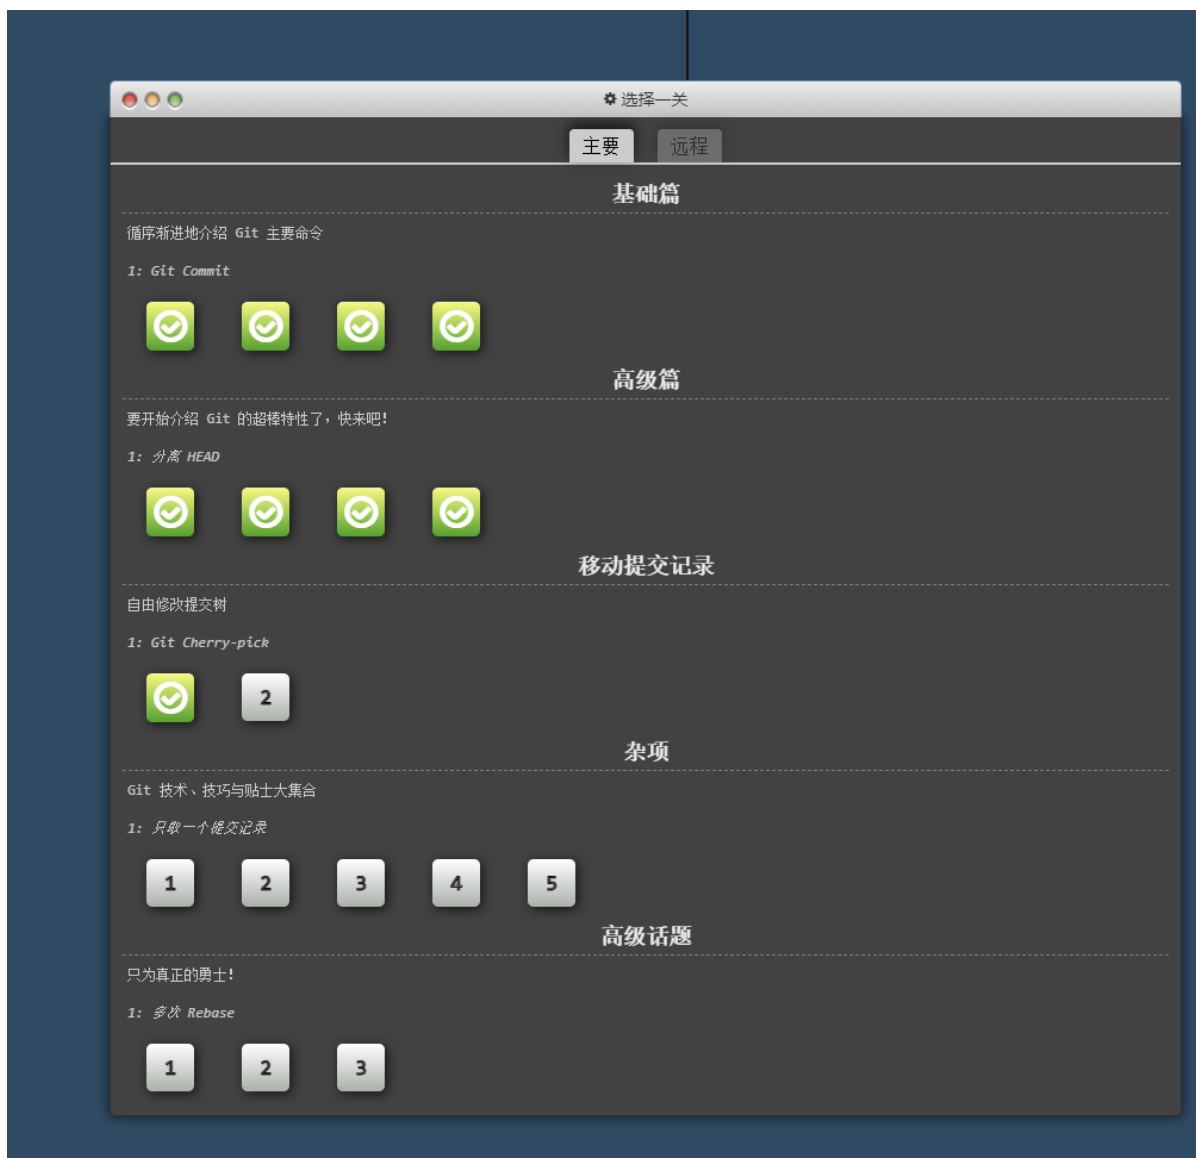 选择一关
主要 远程
基础篇
循序渐进地介绍 Git 主要命令
1: Git Commit
高级篇
要开始介绍 Git 的超棒特性了，快来吧！
1: 分离 HEAD
移动提交记录
自由修改提交树
1: Git Cherry-pick
2
杂项
Git 技术、技巧与贴士大集合
1: 只取一个提交记录
1 2 3 4 5
高级话题
只为真正的勇士！
1: 多次 Rebase
1 2 3